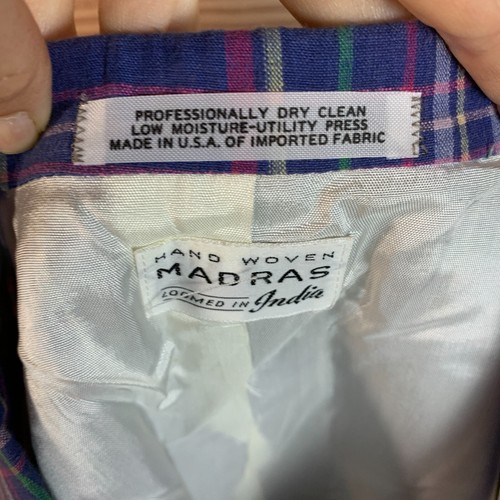 PROFESSIONALLY DRY CLEAN
LOW MOISTURE-UTILITY PRESS
MADE IN U.S.A. OF IMPORTED FABRIC
HAND WOVEN
MADRAS
LOOMED IN India